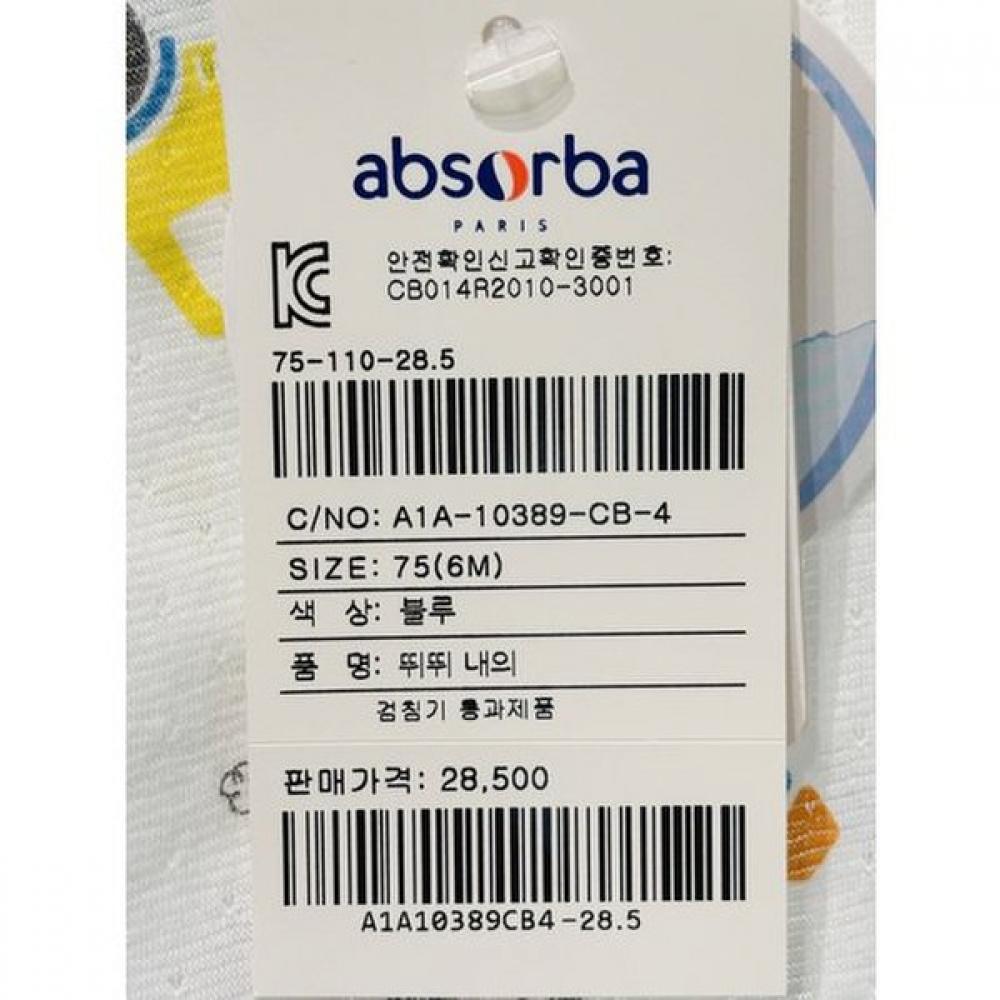 absorba
PARIS
안전확인신고확인증번호:
CB014R2010-3001
75-110-28.5
C/NO: A1A-10389-CB-4
SIZE: 75(6M)
색 상: 블루
품 명: 뛰뛰 내의
검침기 통과제품
판매가격: 28,500
A1A10389CB4-28.5